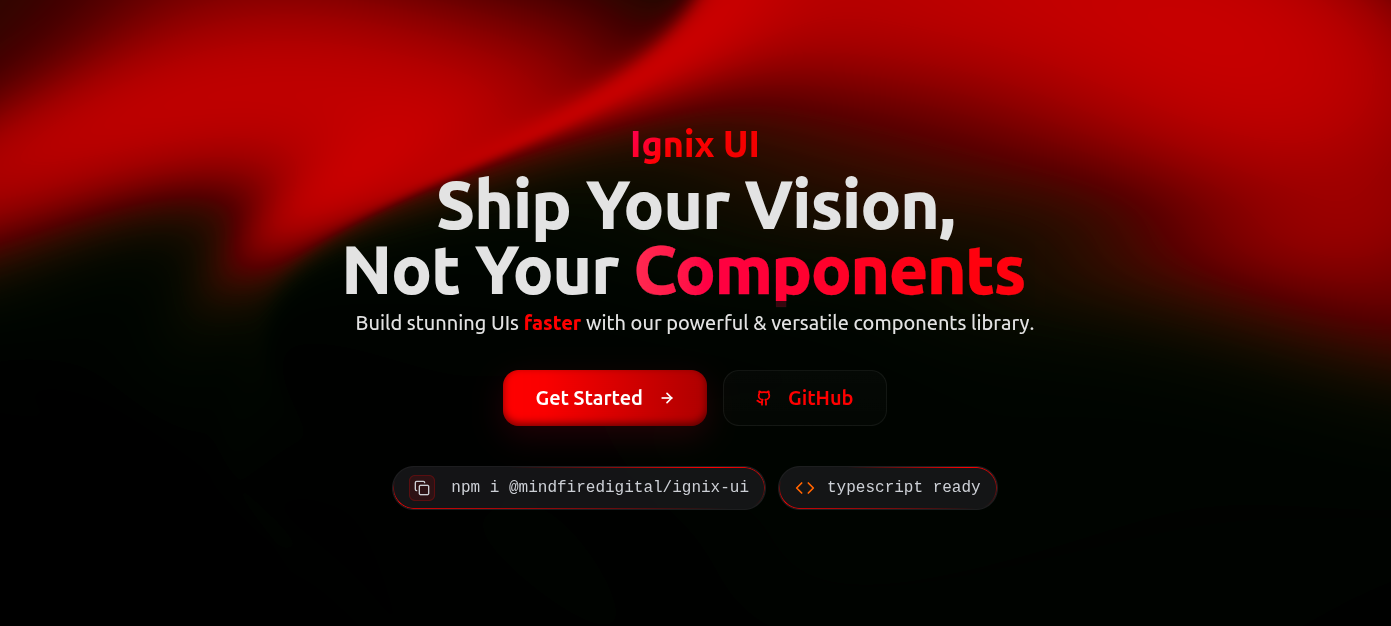 Ignix UI
Ship Your Vision,
Not Your Components
Build stunning UIs faster with our powerful & versatile components library.
Get Started
GitHub
npm i @mindfiredigital/ignix-ui
typescript ready